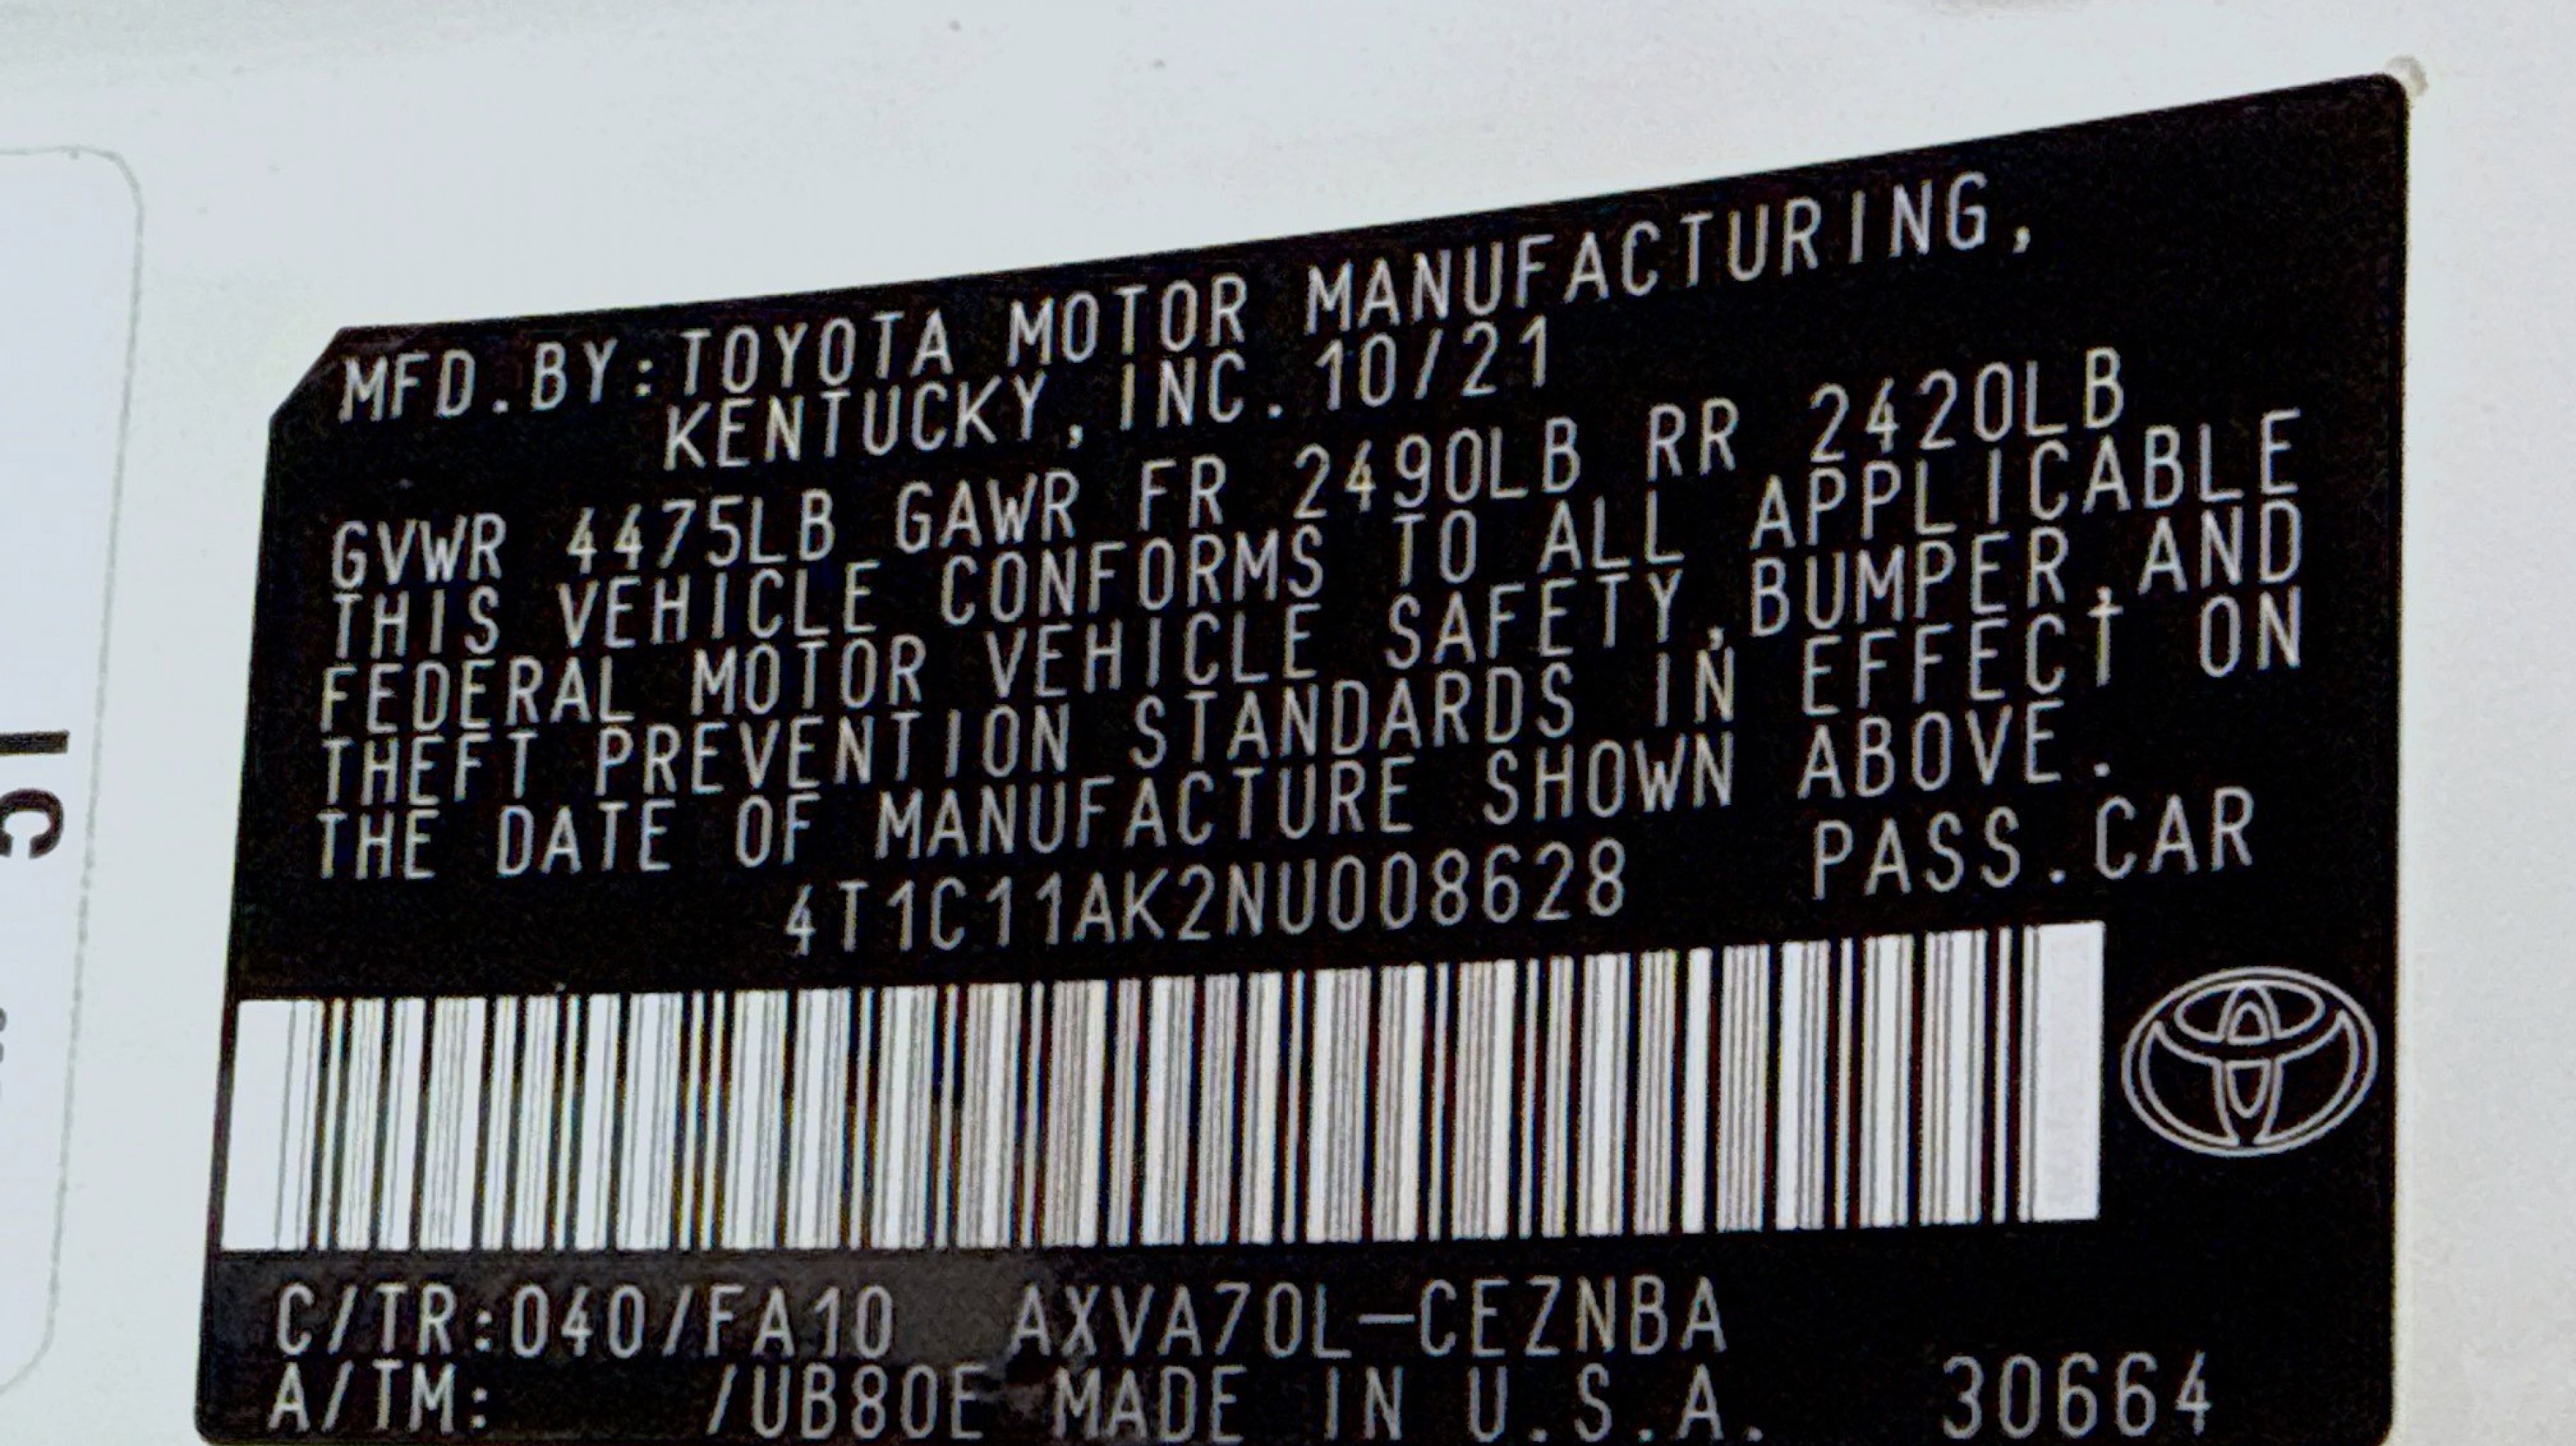 MFD.BY:TOYOTA MOTOR MANUFACTURING,
KENTUCKY, INC. 10/21
GVWR 4475LB GAWR FR 2490LB RR 2420LB
THIS VEHICLE CONFORMS TO ALL APPLICABLE
FEDERAL MOTOR VEHICLE SAFETY,BUMPER,AND
THEFT PREVENTION STANDARDS IN EFFECT ON
THE DATE OF MANUFACTURE SHOWN ABOVE.
4T1C11AK2NU008628 PASS.CAR
C/TR:040/FA10 AXVA70L-CEZNBA
A/TM: /UB80E MADE IN U.S.A. 30664